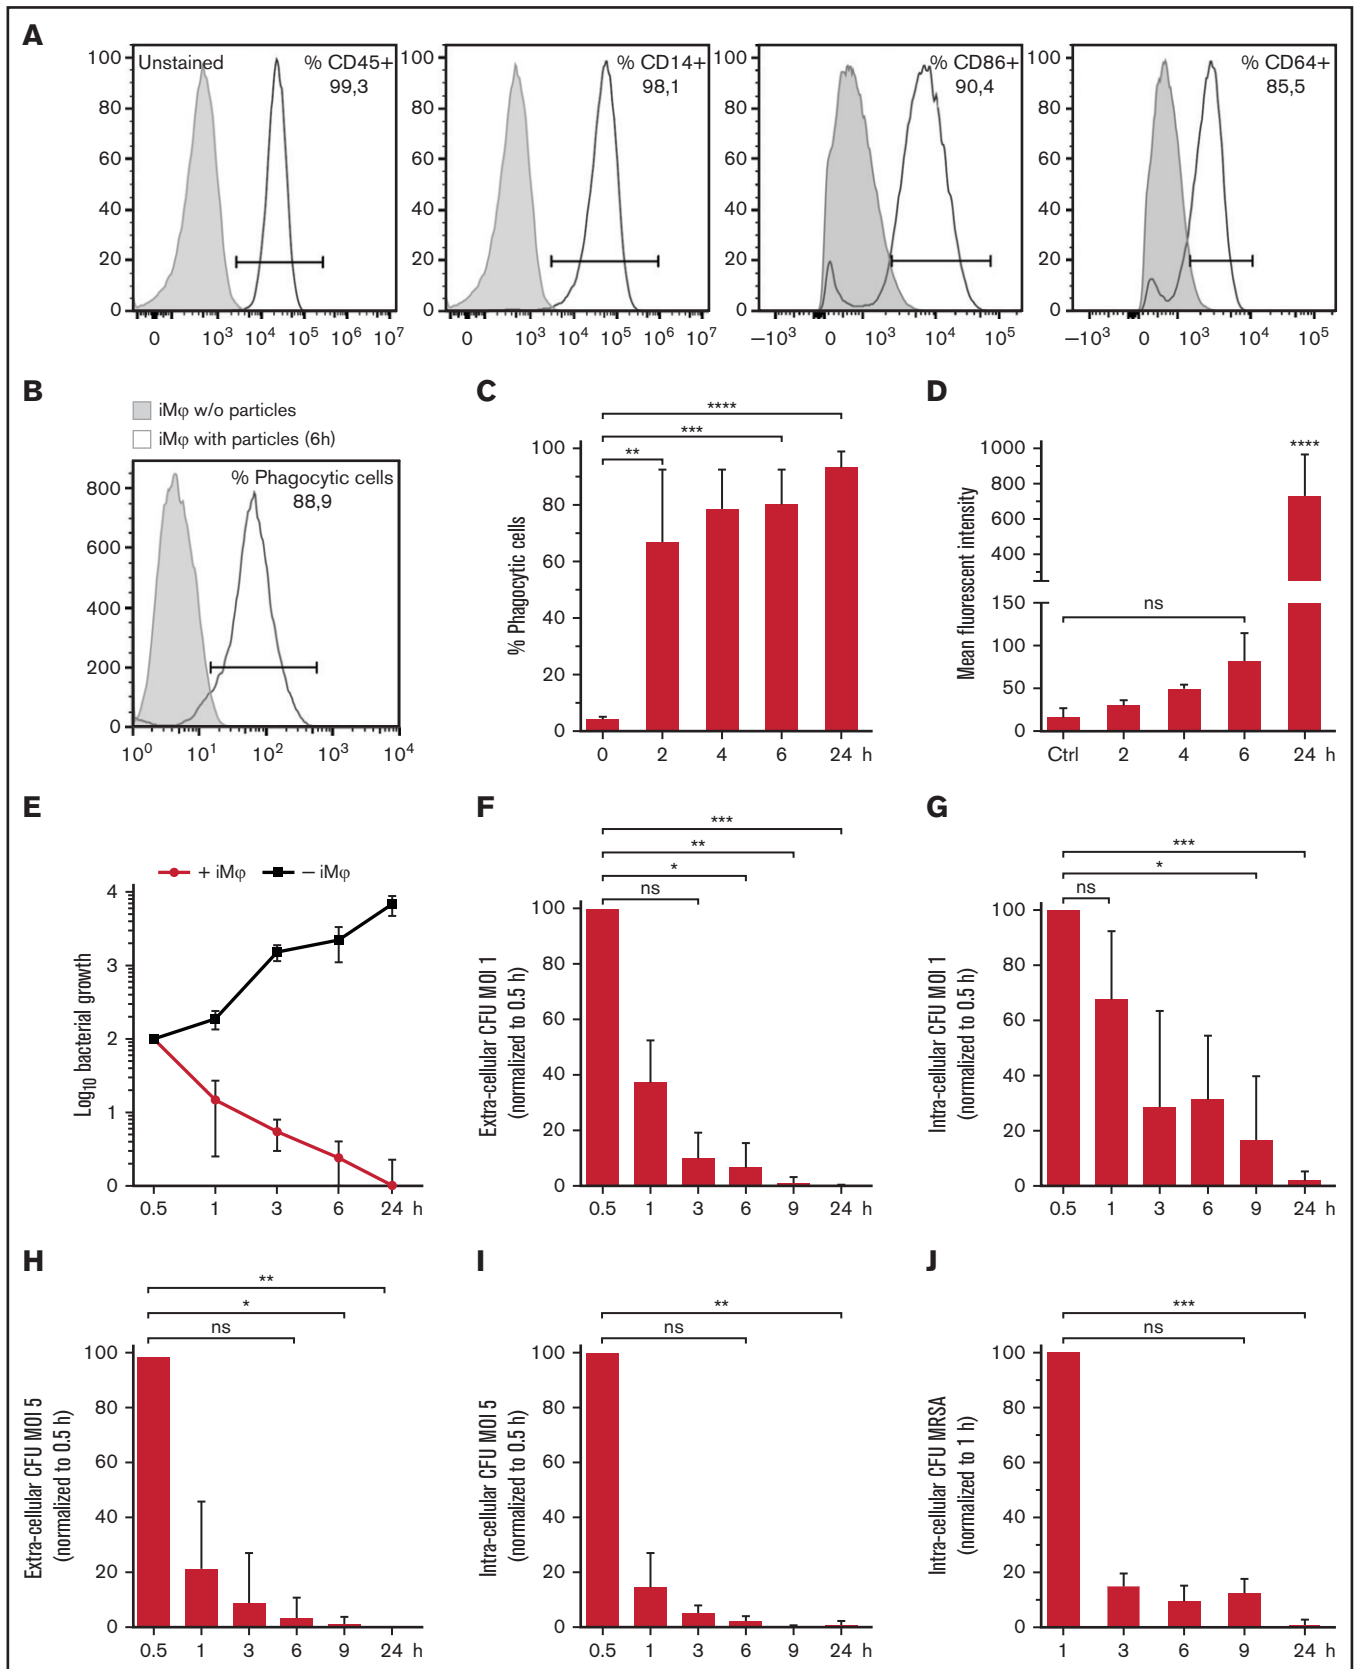 A
Unstained
% CD45+
99,3
100
80
60
40
20
0
0 10³ 10⁴ 10⁵ 10⁶ 10⁷
% CD14+
98,1
100
80
60
40
20
0
0 10³ 10⁴ 10⁵ 10⁶ 10⁷
% CD86+
90,4
100
80
60
40
20
0
−10³ 0 10³ 10⁴ 10⁵
% CD64+
85,5
100
80
60
40
20
0
−10³ 0 10³ 10⁴ 10⁵
B
iMφ w/o particles
iMφ with particles (6h)
% Phagocytic cells
88,9
800
600
400
200
0
10⁰ 10¹ 10² 10³ 10⁴
C
****
***
**
% Phagocytic cells
100
80
60
40
20
0
0 2 4 6 24 h
D
****
ns
Mean fluorescent intensity
1000
800
600
400
150
100
50
0
Ctrl 2 4 6 24 h
E
+ iMφ − iMφ
Log₁₀ bacterial growth
4
3
2
1
0
0.5 1 3 6 24 h
F
***
**
*
ns
Extra-cellular CFU MOI 1
(normalized to 0.5 h)
100
80
60
40
20
0
0.5 1 3 6 9 24 h
G
***
*
ns
Intra-cellular CFU MOI 1
(normalized to 0.5 h)
100
80
60
40
20
0
0.5 1 3 6 9 24 h
H
**
*
ns
Extra-cellular CFU MOI 5
(normalized to 0.5 h)
100
80
60
40
20
0
0.5 1 3 6 9 24 h
I
**
ns
Intra-cellular CFU MOI 5
(normalized to 0.5 h)
100
80
60
40
20
0
0.5 1 3 6 9 24 h
J
***
ns
Intra-cellular CFU MRSA
(normalized to 1 h)
100
80
60
40
20
0
1 3 6 9 24 h